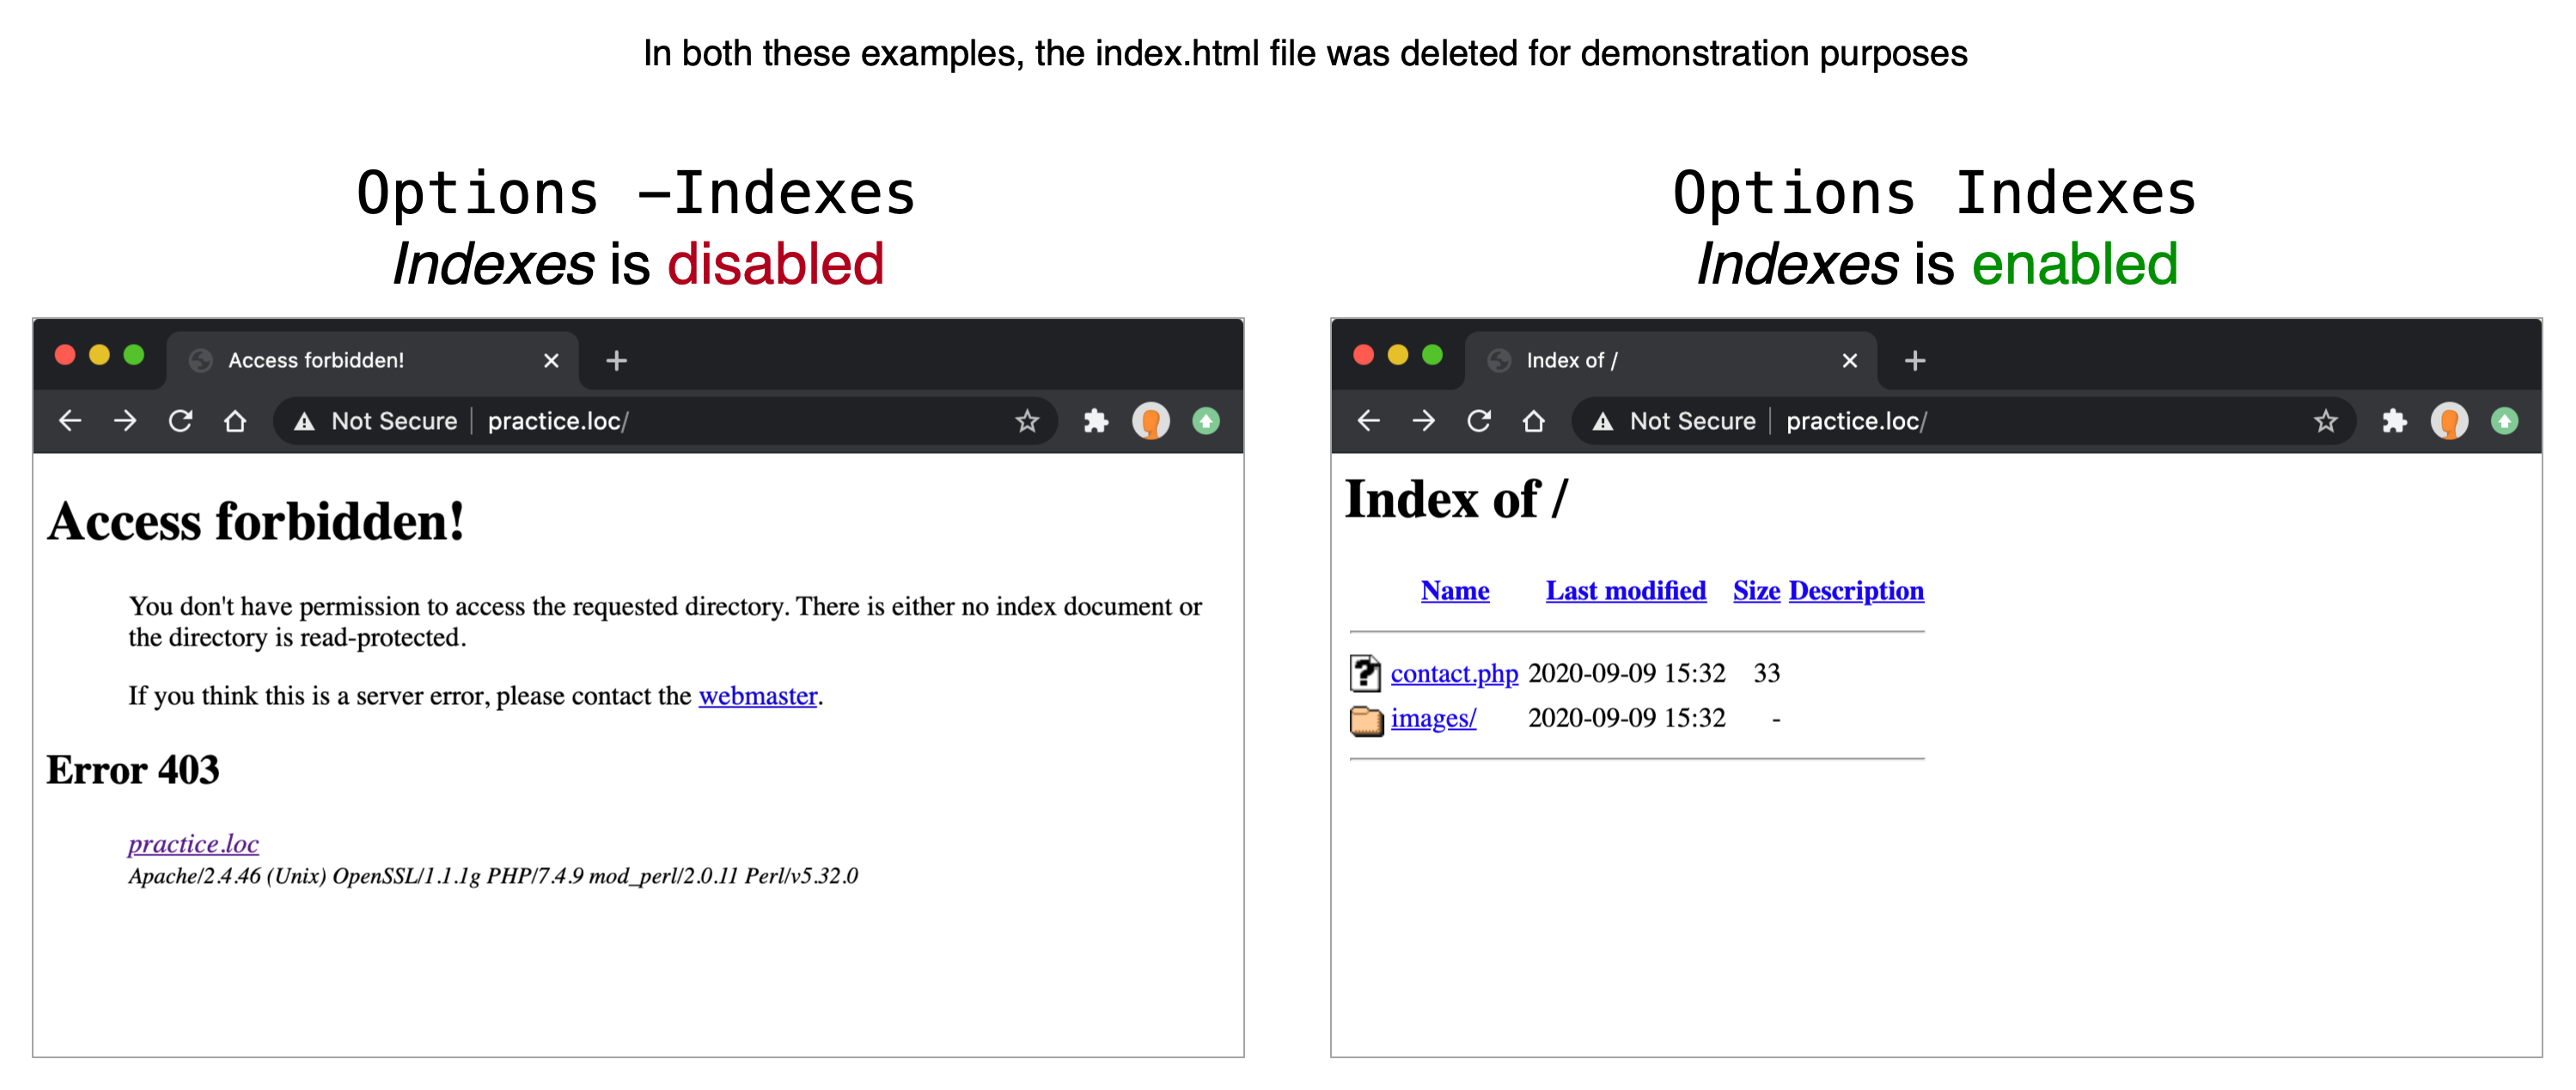 In both these examples, the index.html file was deleted for demonstration purposes
Options -Indexes
Indexes is disabled
Access forbidden!
Not Secure practice.loc/
Access forbidden!
You don't have permission to access the requested directory. There is either no index document or
the directory is read-protected.
If you think this is a server error, please contact the webmaster.
Error 403
practice.loc
Apache/2.4.46 (Unix) OpenSSL/1.1.1g PHP/7.4.9 mod_perl/2.0.11 Perl/v5.32.0
Options Indexes
Indexes is enabled
Index of /
Not Secure practice.loc/
Index of /
Name Last modified Size Description
contact.php 2020-09-09 15:32 33
images/ 2020-09-09 15:32 -